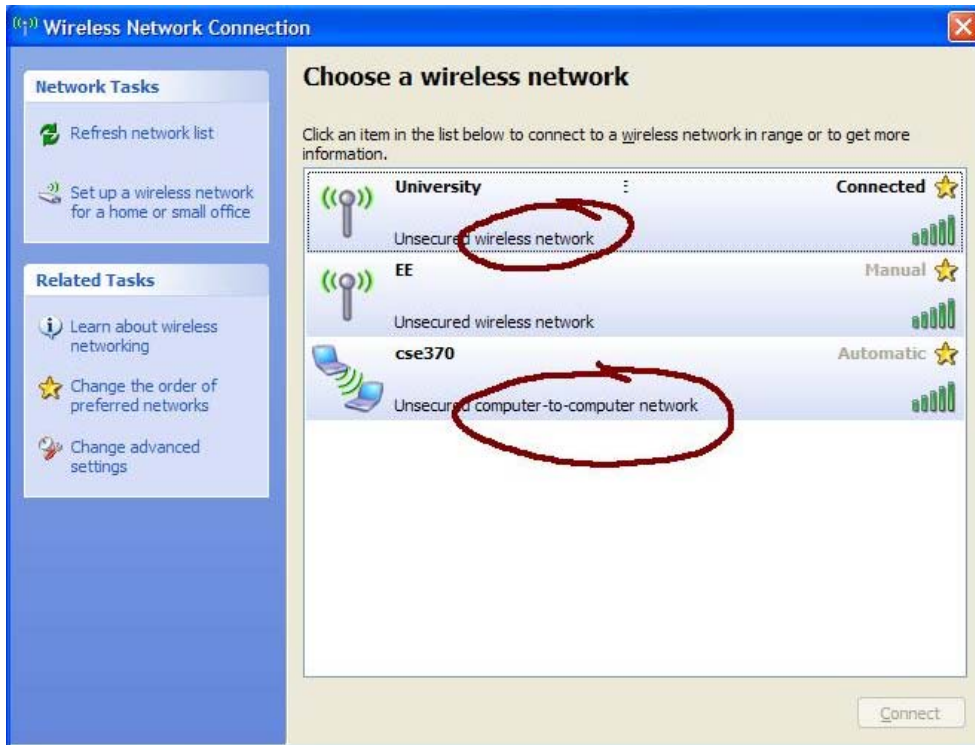 Wireless Network Connection
Network Tasks
Refresh network list
Set up a wireless network
for a home or small office
Related Tasks
Learn about wireless
networking
Change the order of
preferred networks
Change advanced
settings
Choose a wireless network
Click an item in the list below to connect to a wireless network in range or to get more
information.
University Connected
Unsecured wireless network
EE Manual
Unsecured wireless network
cse370 Automatic
Unsecured computer-to-computer network
Connect